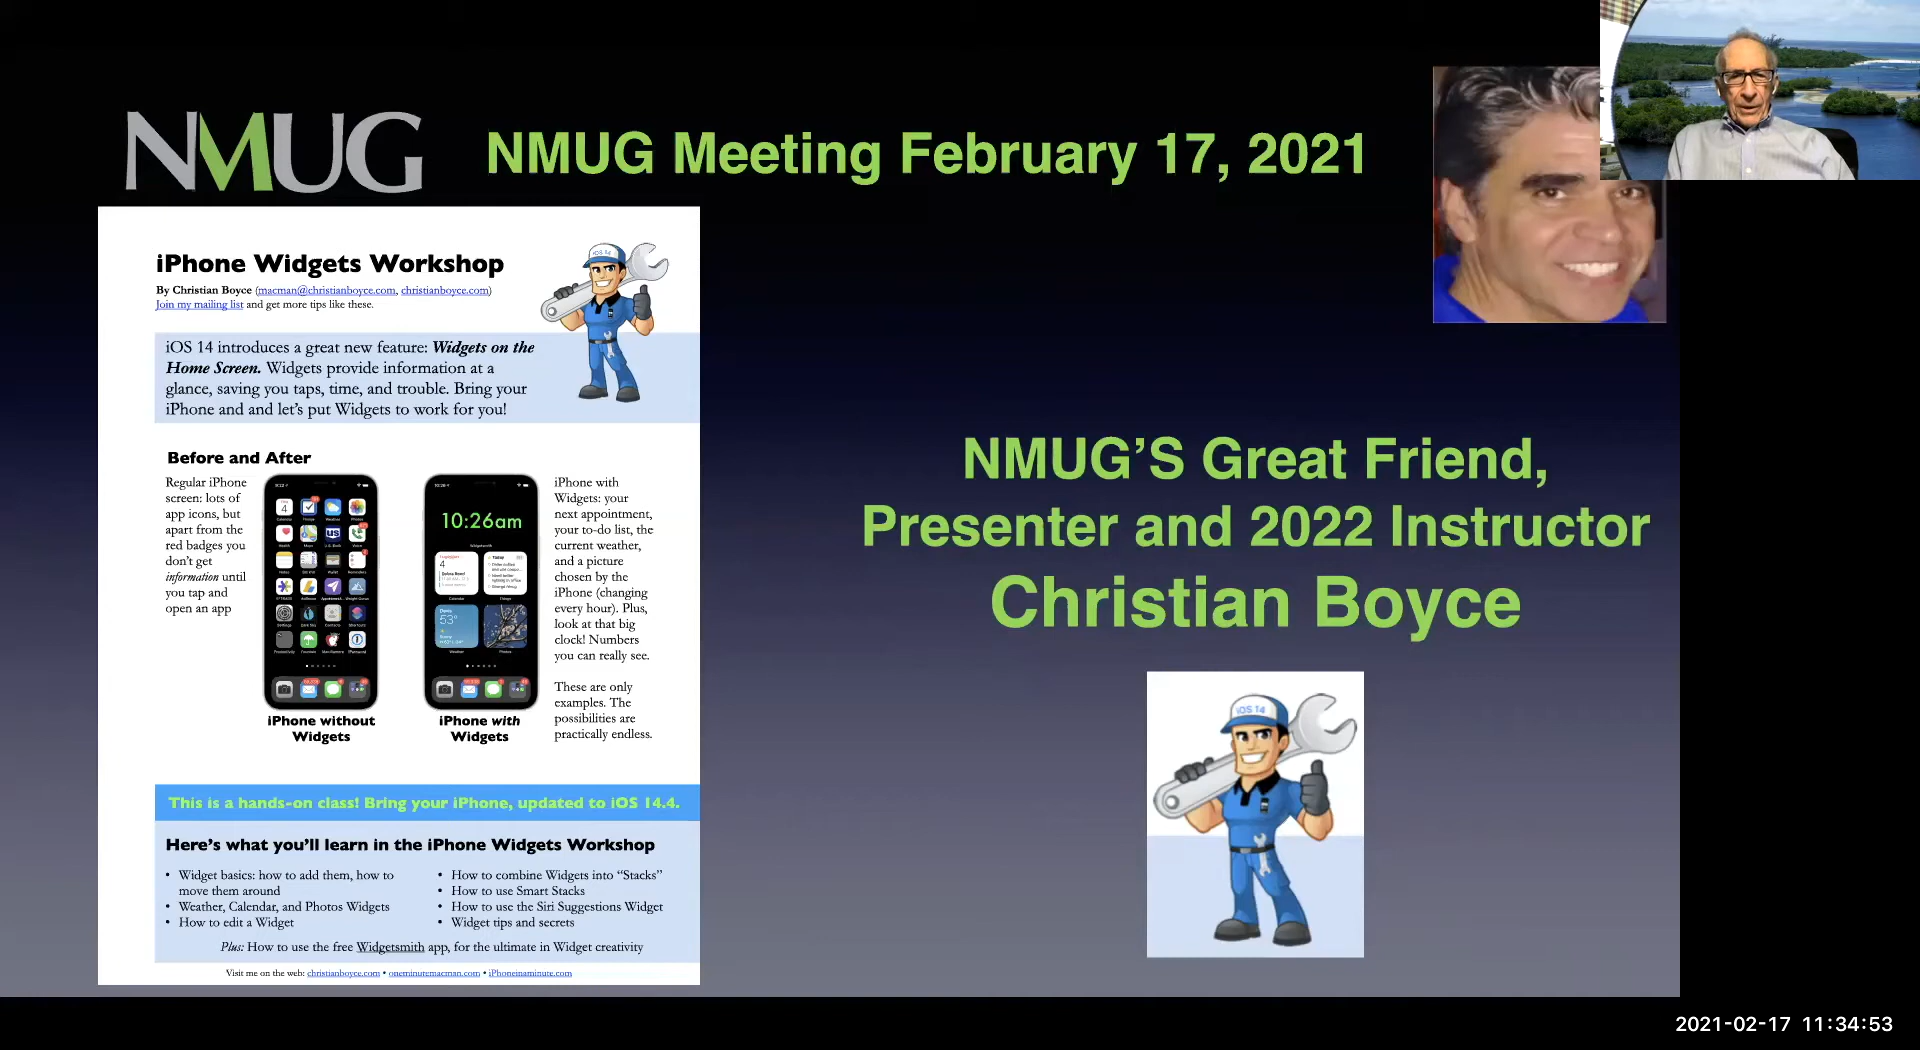 NMUG
NMUG Meeting February 17, 2021
iPhone Widgets Workshop
By Christian Boyce (macman@christianboyce.com, christianboyce.com)
Join my mailing list and get more tips like these.
iOS 14
iOS 14 introduces a great new feature: Widgets on the
Home Screen. Widgets provide information at a
glance, saving you taps, time, and trouble. Bring your
iPhone and and let's put Widgets to work for you!
Before and After
Regular iPhone
screen: lots of
app icons, but
apart from the
red badges you
don't get
information until
you tap and
open an app
iPhone without
Widgets
10:26am
iPhone with
Widgets
iPhone with
Widgets: your
next appointment,
your to-do list, the
current weather,
and a picture
chosen by the
iPhone (changing
every hour). Plus,
look at that big
clock! Numbers
you can really see.
These are only
examples. The
possibilities are
practically endless.
This is a hands-on class! Bring your iPhone, updated to iOS 14.4.
Here's what you'll learn in the iPhone Widgets Workshop
• Widget basics: how to add them, how to
move them around
• Weather, Calendar, and Photos Widgets
• How to edit a Widget
• How to combine Widgets into "Stacks"
• How to use Smart Stacks
• How to use the Siri Suggestions Widget
• Widget tips and secrets
Plus: How to use the free Widgetsmith app, for the ultimate in Widget creativity
Visit me on the web: christianboyce.com • oneminutemacman.com • iPhoneinaminute.com
NMUG'S Great Friend,
Presenter and 2022 Instructor
Christian Boyce
iOS 14
2021-02-17 11:34:53